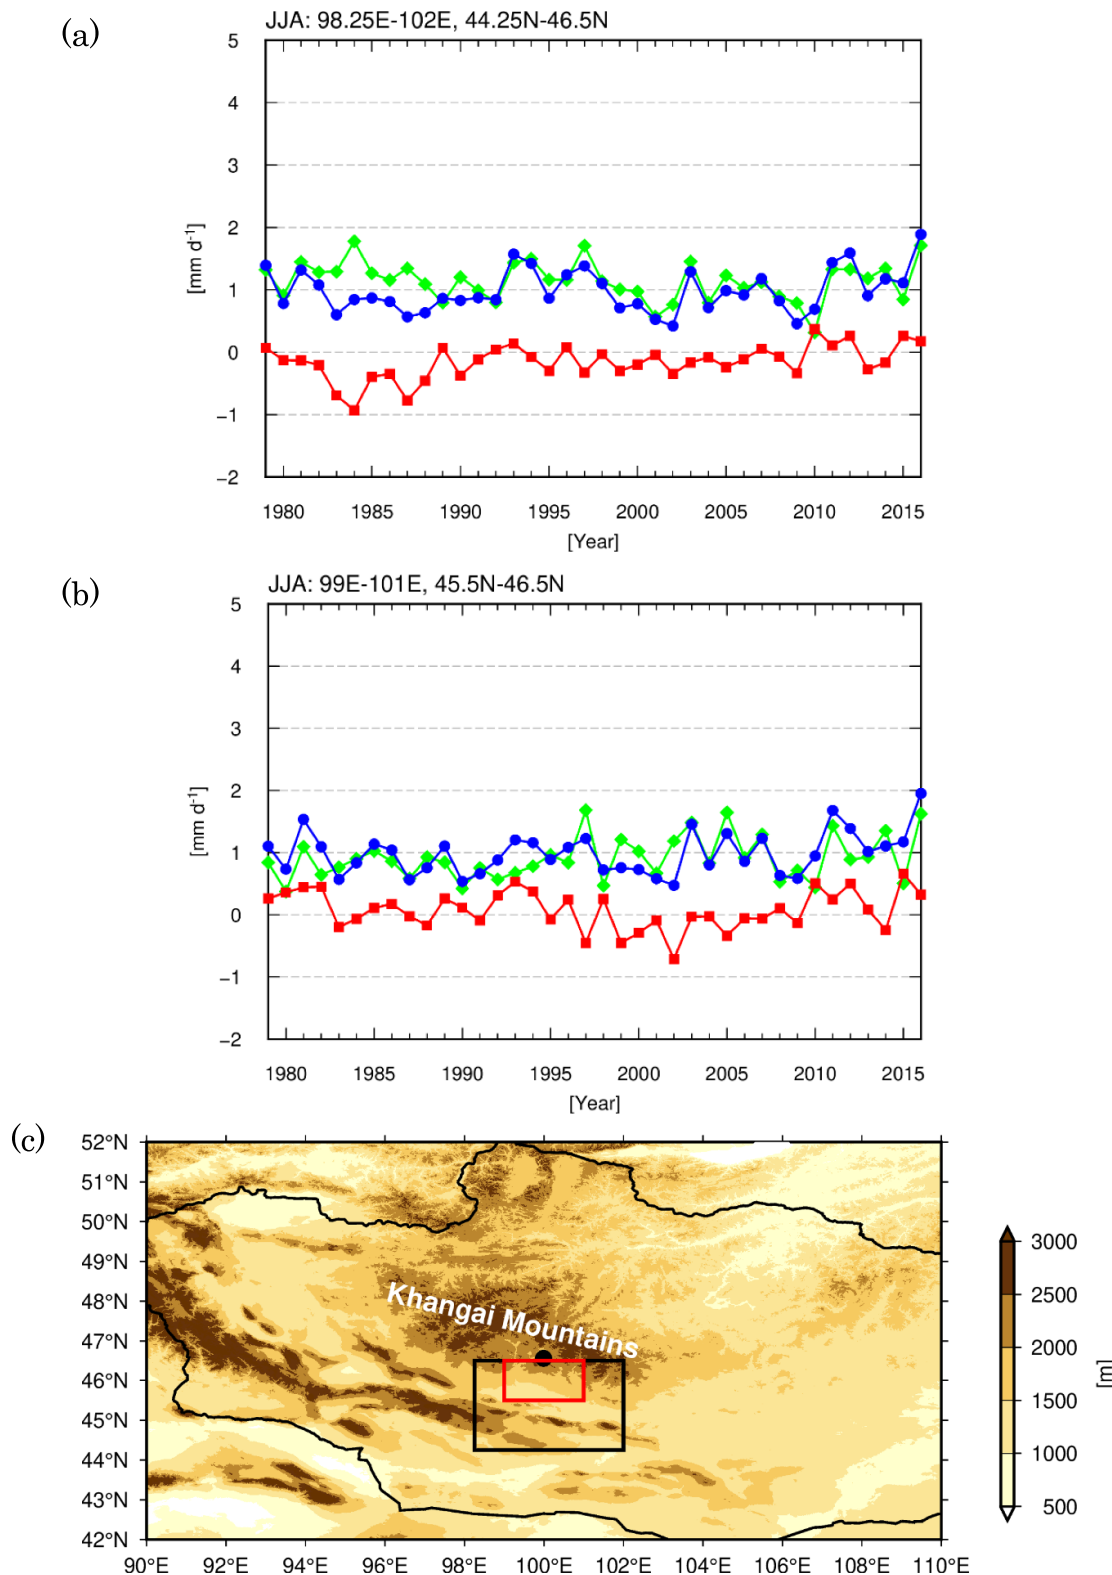 (a)
JJA: 98.25E-102E, 44.25N-46.5N
5
4
3
2
1
0
−1
−2
[mm d-1]
1980 1985 1990 1995 2000 2005 2010 2015
[Year]
(b)
JJA: 99E-101E, 45.5N-46.5N
5
4
3
2
1
0
−1
−2
[mm d-1]
1980 1985 1990 1995 2000 2005 2010 2015
[Year]
(c)
52°N
51°N
50°N
49°N
48°N
47°N
46°N
45°N
44°N
43°N
42°N
Khangai Mountains
90°E 92°E 94°E 96°E 98°E 100°E 102°E 104°E 106°E 108°E 110°E
3000
2500
2000
1500
1000
500
[m]